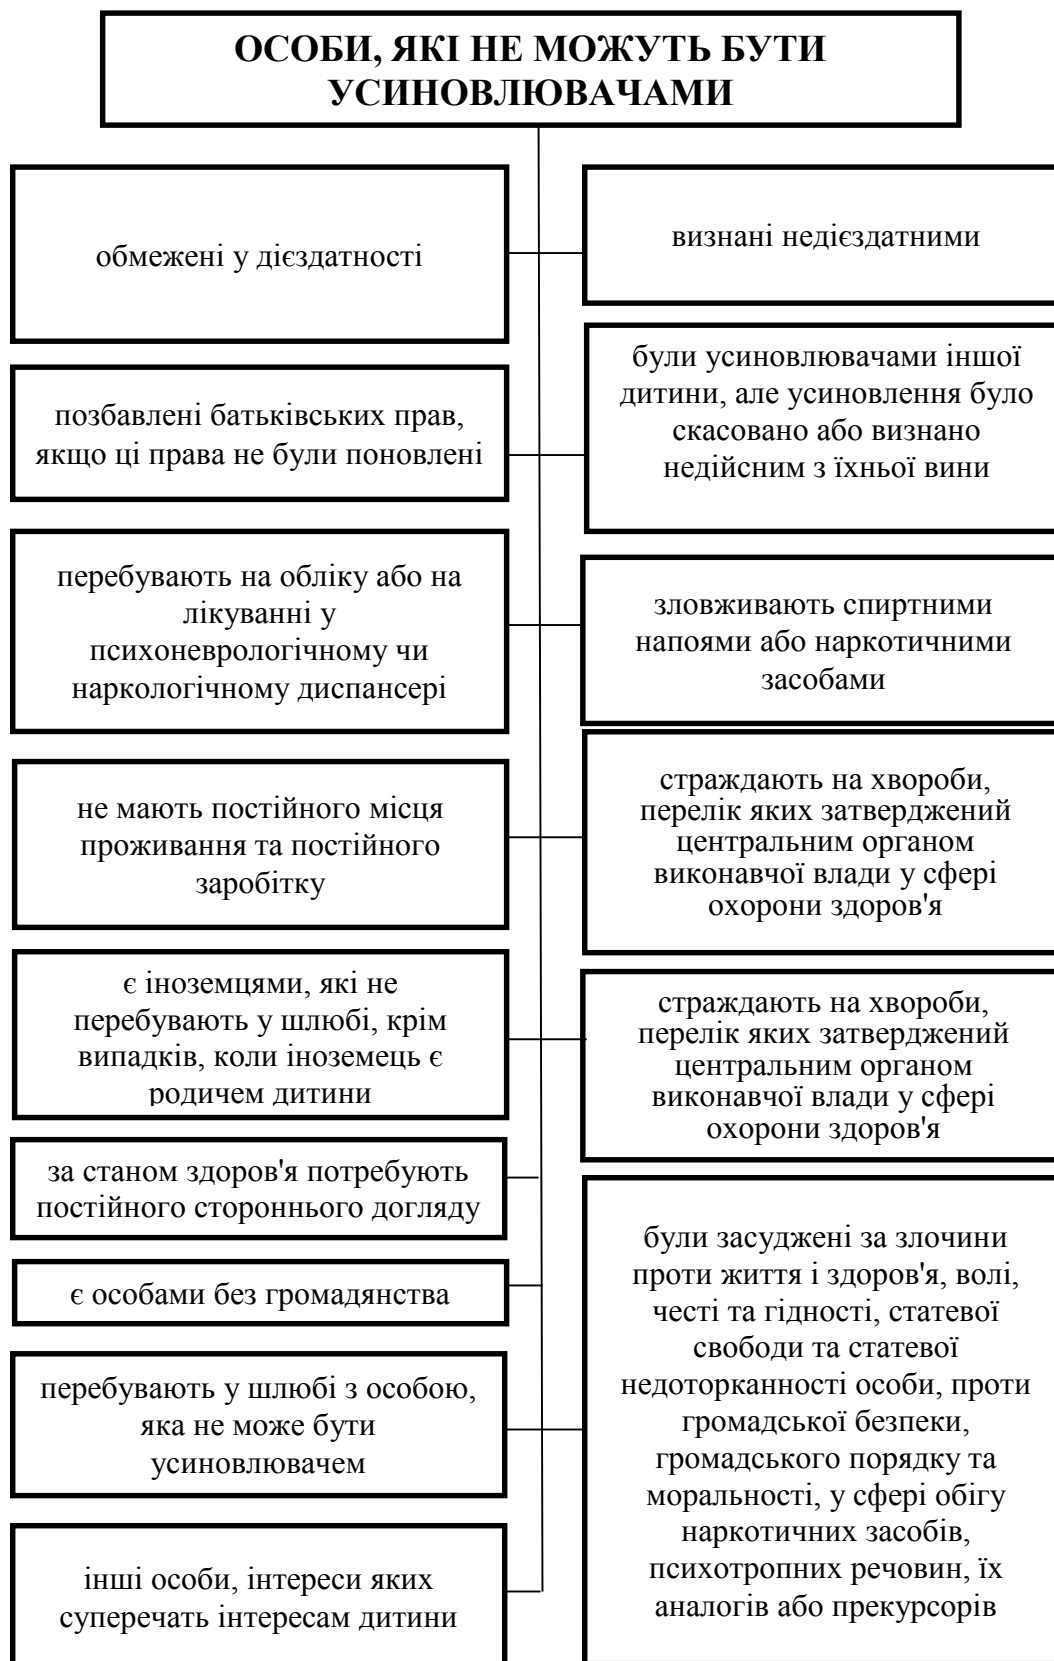 ОСОБИ, ЯКІ НЕ МОЖУТЬ БУТИ
УСИНОВЛЮВАЧАМИ
обмежені у дієздатності
визнані недієздатними
позбавлені батьківських прав,
якщо ці права не були поновлені
були усиновлювачами іншої
дитини, але усиновлення було
скасовано або визнано
недійсним з їхньої вини
перебувають на обліку або на
лікуванні у
психоневрологічному чи
наркологічному диспансері
зловживають спиртними
напоями або наркотичними
засобами
не мають постійного місця
проживання та постійного
заробітку
страждають на хвороби,
перелік яких затверджений
центральним органом
виконавчої влади у сфері
охорони здоров'я
є іноземцями, які не
перебувають у шлюбі, крім
випадків, коли іноземець є
родичем дитини
страждають на хвороби,
перелік яких затверджений
центральним органом
виконавчої влади у сфері
охорони здоров'я
за станом здоров'я потребують
постійного стороннього догляду
є особами без громадянства
перебувають у шлюбі з особою,
яка не може бути
усиновлювачем
інші особи, інтереси яких
суперечать інтересам дитини
були засуджені за злочини
проти життя і здоров'я, волі,
честі та гідності, статевої
свободи та статевої
недоторканності особи, проти
громадської безпеки,
громадського порядку та
моральності, у сфері обігу
наркотичних засобів,
психотропних речовин, їх
аналогів або прекурсорів